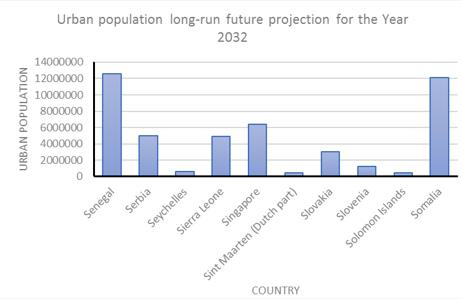 Urban population long-run future projection for the Year
2032
URBAN POPULATION
14000000
12000000
10000000
8000000
6000000
4000000
2000000
0
Senegal
Serbia
Seychelles
Sierra Leone
Singapore
Sint Maarten (Dutch part)
Slovakia
Slovenia
Solomon Islands
Somalia
COUNTRY